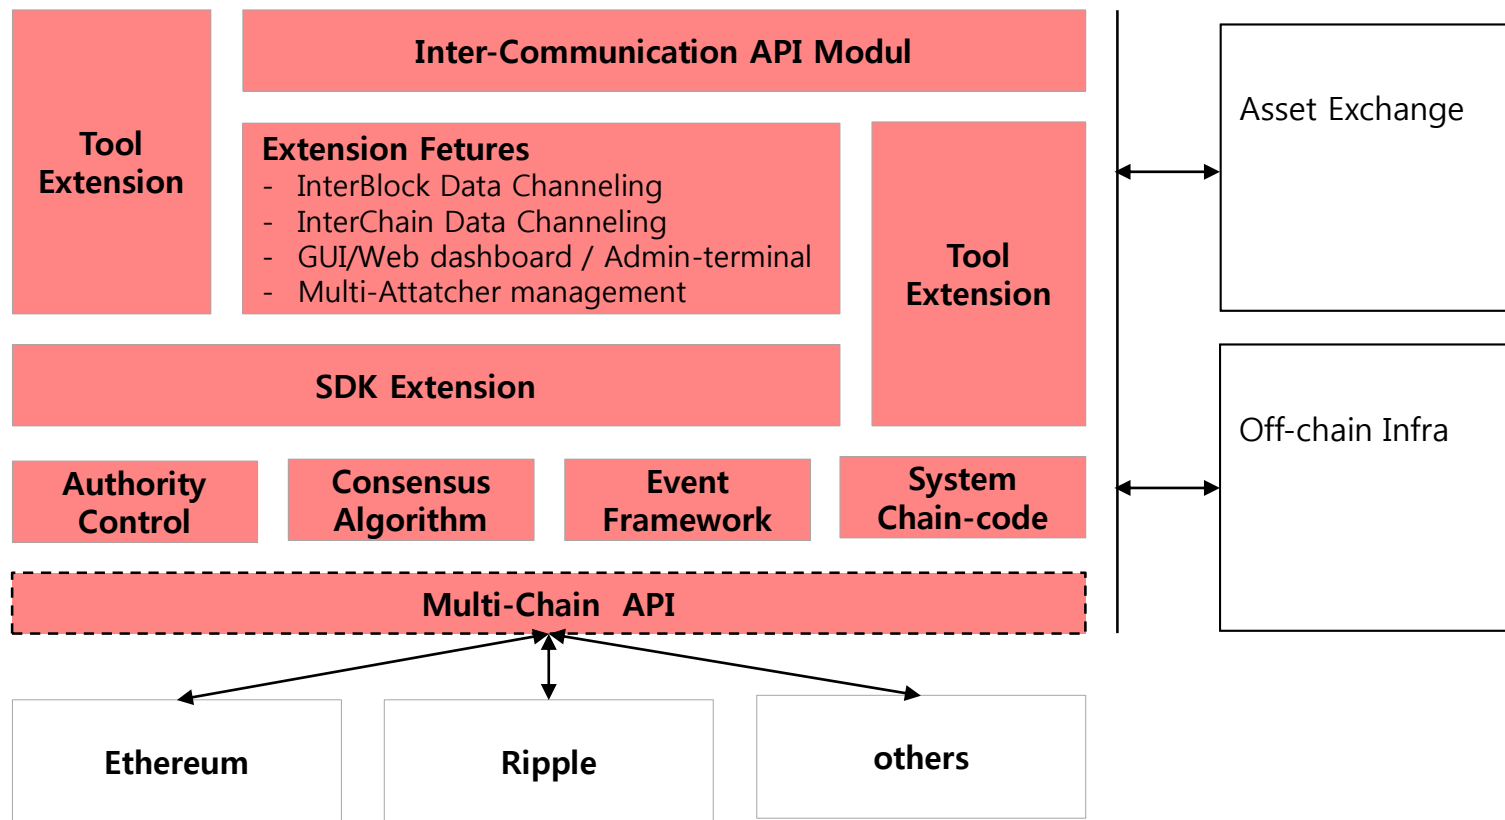 Inter-Communication API Modul
Tool
Extension
Extension Fetures
- InterBlock Data Channeling
- InterChain Data Channeling
- GUI/Web dashboard / Admin-terminal
- Multi-Attatcher management
Tool
Extension
SDK Extension
Authority
Control
Consensus
Algorithm
Event
Framework
System
Chain-code
Multi-Chain API
Ethereum
Ripple
others
Asset Exchange
Off-chain Infra